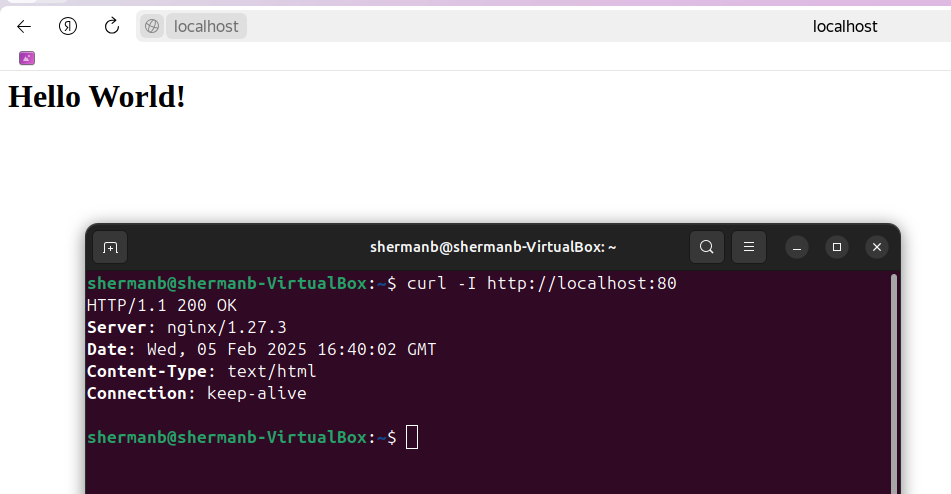 Я localhost localhost
Hello World!
shermanb@shermanb-VirtualBox: ~
shermanb@shermanb-VirtualBox:~$ curl -I http://localhost:80
HTTP/1.1 200 OK
Server: nginx/1.27.3
Date: Wed, 05 Feb 2025 16:40:02 GMT
Content-Type: text/html
Connection: keep-alive
shermanb@shermanb-VirtualBox:~$